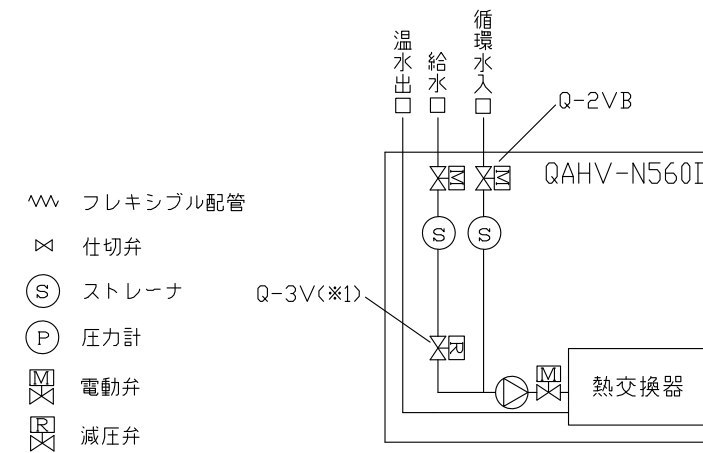 温水出口
給水口
循環水入口
Q-2VB
QAHV-N560D
M
M
S
S
Q-3V(※1)
R
M
熱交換器
フレキシブル配管
仕切弁
S ストレーナ
P 圧力計
M 電動弁
R 減圧弁